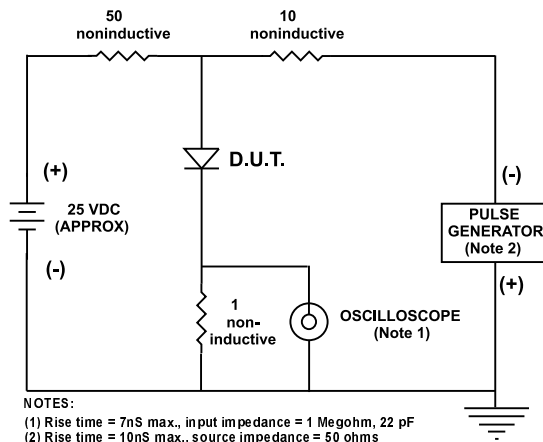 50
noninductive
10
noninductive
(+)
25 VDC
(APPROX)
(-)
D.U.T.
(-)
PULSE
GENERATOR
(Note 2)
(+)
1
non-
inductive
OSCILLOSCOPE
(Note 1)
NOTES:
(1) Rise time = 7nS max., input impedance = 1 Megohm, 22 pF
(2) Rise time = 10nS max., source impedance = 50 ohms